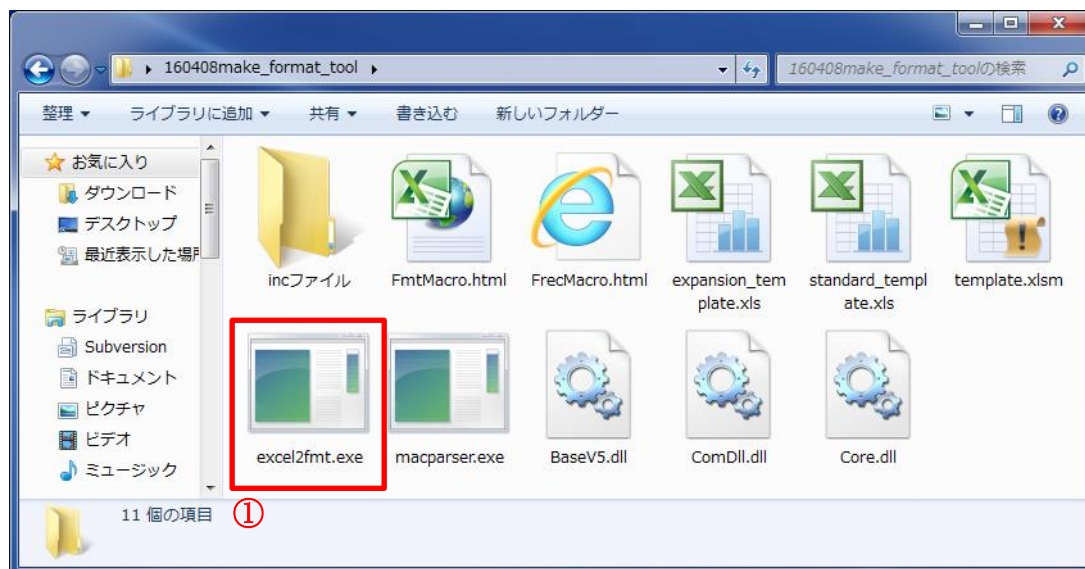 160408make_format_tool
160408make_format_toolの検索
整理
ライブラリに追加
共有
書き込む
新しいフォルダー
お気に入り
ダウンロード
デスクトップ
最近表示した場所
ライブラリ
Subversion
ドキュメント
ピクチャ
ビデオ
ミュージック
incファイル
FmtMacro.html
FrecMacro.html
expansion_tem
plate.xls
standard_templ
ate.xls
template.xlsm
excel2fmt.exe
macparser.exe
BaseV5.dll
ComDll.dll
Core.dll
11 個の項目
①